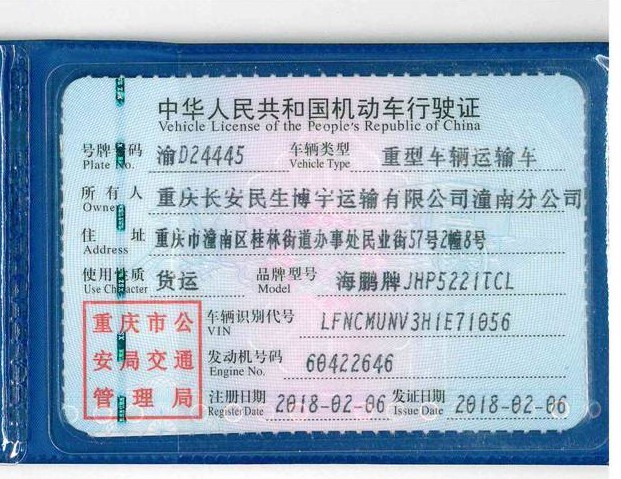 中华人民共和国机动车行驶证
Vehicle License of the People's Republic of China
号牌号码 渝D24445 车辆类型 重型车辆运输车
Plate No. Vehicle Type
所有人 重庆长安民生博宇运输有限公司潼南分公司
Owner
住址 重庆市潼南区桂林街道办事处民业街57号2幢8号
Address
使用性质 货运 品牌型号 海鹏牌JHP5221TCL
Use Character Model
车辆识别代号 LFNCMUNV3H1E71056
VIN
发动机号码 60422646
Engine No.
注册日期 2018-02-06 发证日期 2018-02-06
Register Date Issue Date
重庆市公
安局交通
管理局